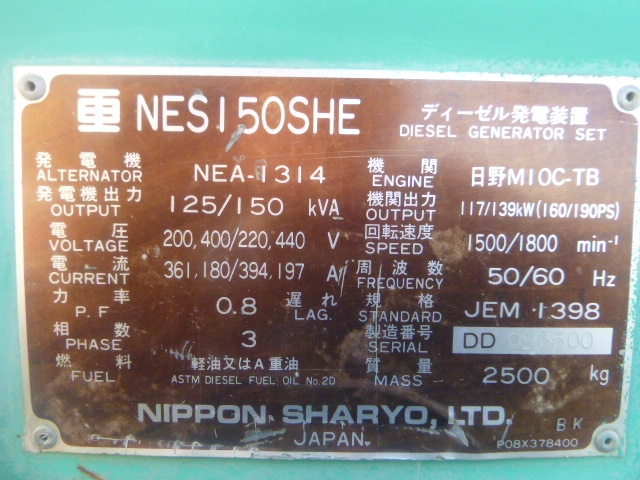 NES150SHE ディーゼル発電装置
DIESEL GENERATOR SET
発電機 機関
ALTERNATOR NEA-1314 ENGINE 日野M10C-TB
発電機出力 機関出力
OUTPUT 125/150 kVA OUTPUT 117/139kW(160/190PS)
電圧 回転速度
VOLTAGE 200,400/220,440 V SPEED 1500/1800 min⁻¹
電流 周波数
CURRENT 361,180/394,197 A FREQUENCY 50/60 Hz
力率 遅れ 規格
P.F 0.8 LAG. STANDARD JEM 1398
相数 製造番号
PHASE 3 SERIAL DD
燃料 軽油又はA重油 質量
FUEL ASTM DIESEL FUEL OIL No.2D MASS 2500 kg
NIPPON SHARYO, LTD. BK
JAPAN P08X378400